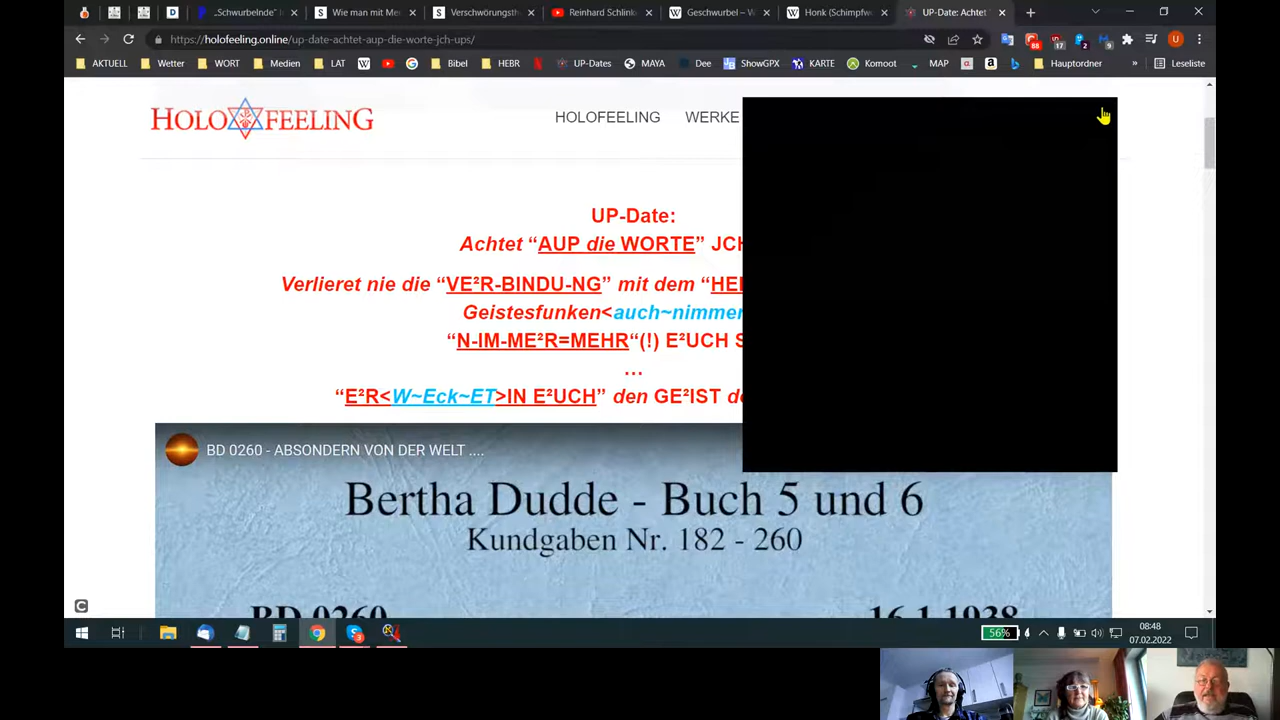 „Schwurbelnde" i
Wie man mit Me
Verschwörungsth
Reinhard Schlink
Geschwurbel – W
Honk (Schimpfw
UP-Date: Achtet
https://holofeeling.online/up-date-achtet-aup-die-worte-jch-ups/
AKTUELL Wetter WORT Medien LAT Bibel HEBR UP-Dates MAYA Dee ShowGPX KARTE Komoot MAP Hauptordner » Leseliste
HOLOFEELING
HOLOFEELING WERKE
UP-Date:
Achtet “AUP die WORTE” JCH
Verlieret nie die “VE²R-BINDU-NG” mit dem “HE
Geistesfunken<auch~nimmer
“N-IM-ME²R=MEHR“(!) E²UCH S
…
“E²R<W~Eck~ET>IN E²UCH” den GE²IST d
BD 0260 - ABSONDERN VON DER WELT ....
Bertha Dudde - Buch 5 und 6
Kundgaben Nr. 182 - 260
BD 0260 16.1.1938
56%
08:48
07.02.2022